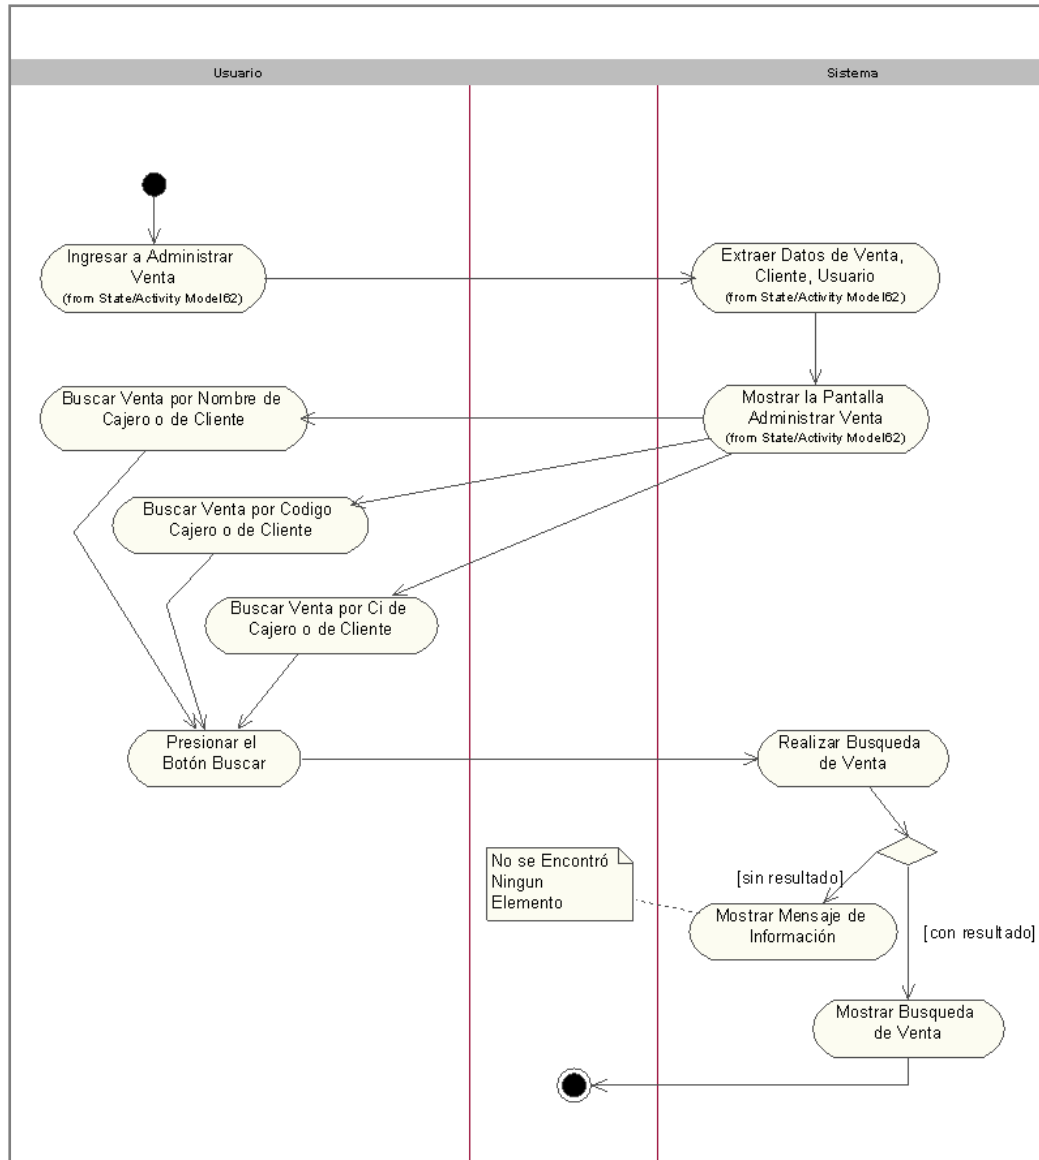 Usuario
Sistema
Ingresar a Administrar
Venta
(from State/Activity Model62)
Extraer Datos de Venta,
Cliente, Usuario
(from State/Activity Model62)
Buscar Venta por Nombre de
Cajero o de Cliente
Mostrar la Pantalla
Administrar Venta
(from State/Activity Model62)
Buscar Venta por Codigo
Cajero o de Cliente
Buscar Venta por Ci de
Cajero o de Cliente
Presionar el
Botón Buscar
Realizar Busqueda
de Venta
No se Encontró
Ningun
Elemento
[sin resultado]
Mostrar Mensaje de
Información
[con resultado]
Mostrar Busqueda
de Venta